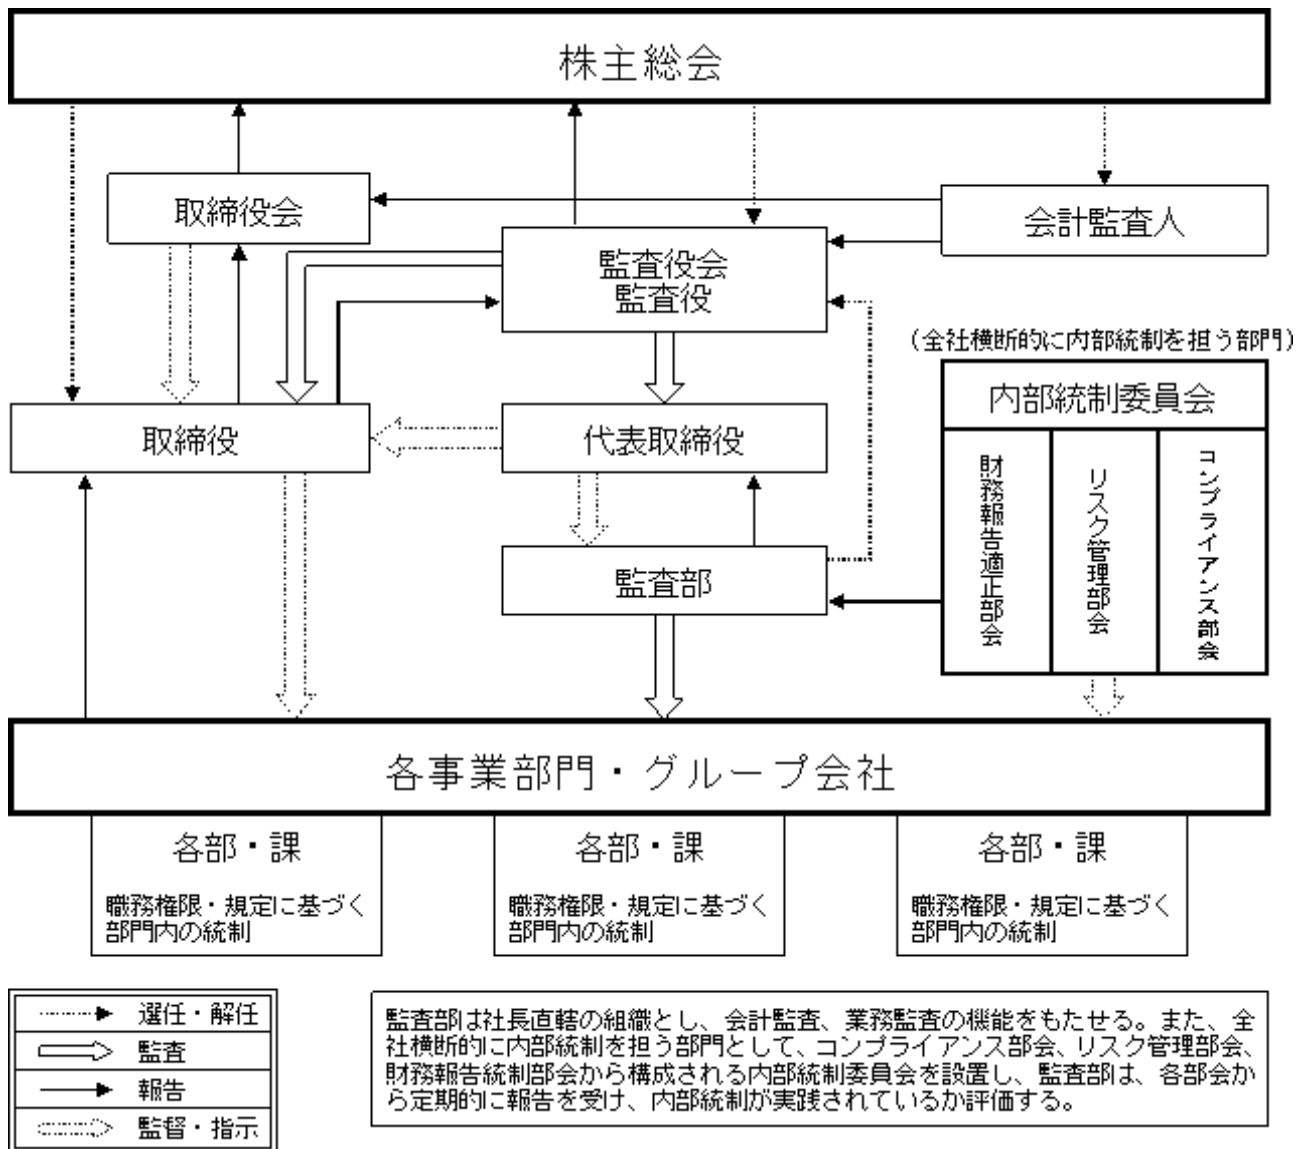 株主総会
取締役会
会計監査人
監査役会
監査役
(全社横断的に内部統制を担う部門)
内部統制委員会
取締役
代表取締役
財務報告適正部会
リスク管理部会
コンプライアンス部会
監査部
各事業部門・グループ会社
各部・課
職務権限・規定に基づく
部門内の統制
各部・課
職務権限・規定に基づく
部門内の統制
各部・課
職務権限・規定に基づく
部門内の統制
選任・解任
監査
報告
監督・指示
監査部は社長直轄の組織とし、会計監査、業務監査の機能をもたせる。また、全
社横断的に内部統制を担う部門として、コンプライアンス部会、リスク管理部会、
財務報告統制部会から構成される内部統制委員会を設置し、監査部は、各部会か
ら定期的に報告を受け、内部統制が実践されているか評価する。